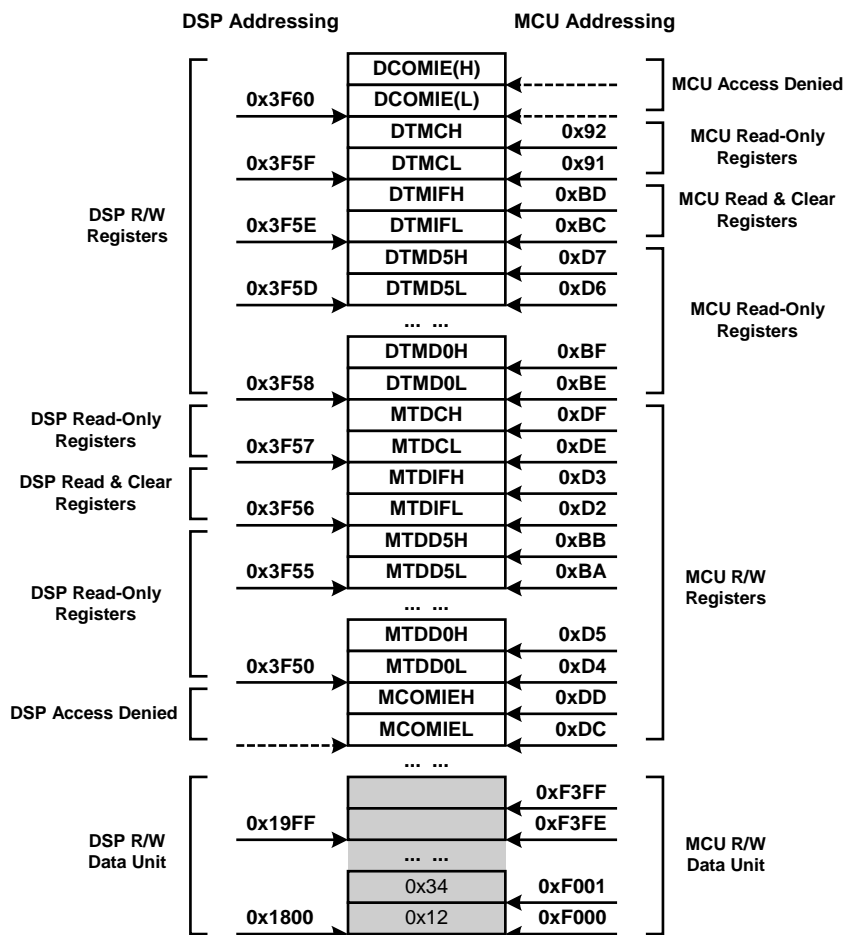 DSP Addressing MCU Addressing
DCOMIE(H)
MCU Access Denied
0x3F60 DCOMIE(L)
DTMCH 0x92
MCU Read-Only
Registers
0x3F5F DTMCL 0x91
DTMIFH 0xBD
MCU Read & Clear
Registers
DSP R/W
Registers
0x3F5E DTMIFL 0xBC
DTMD5H 0xD7
0x3F5D DTMD5L 0xD6
MCU Read-Only
Registers
... ...
DTMD0H 0xBF
0x3F58 DTMD0L 0xBE
DSP Read-Only
Registers
MTDCH 0xDF
0x3F57 MTDCL 0xDE
DSP Read & Clear
Registers
MTDIFH 0xD3
0x3F56 MTDIFL 0xD2
MTDD5H 0xBB
0x3F55 MTDD5L 0xBA
DSP Read-Only
Registers
MCU R/W
Registers
... ...
MTDD0H 0xD5
0x3F50 MTDD0L 0xD4
DSP Access Denied
MCOMIEH 0xDD
MCOMIEL 0xDC
... ...
0xF3FF
0x19FF 0xF3FE
DSP R/W
Data Unit
MCU R/W
Data Unit
... ...
0x34 0xF001
0x1800 0x12 0xF000